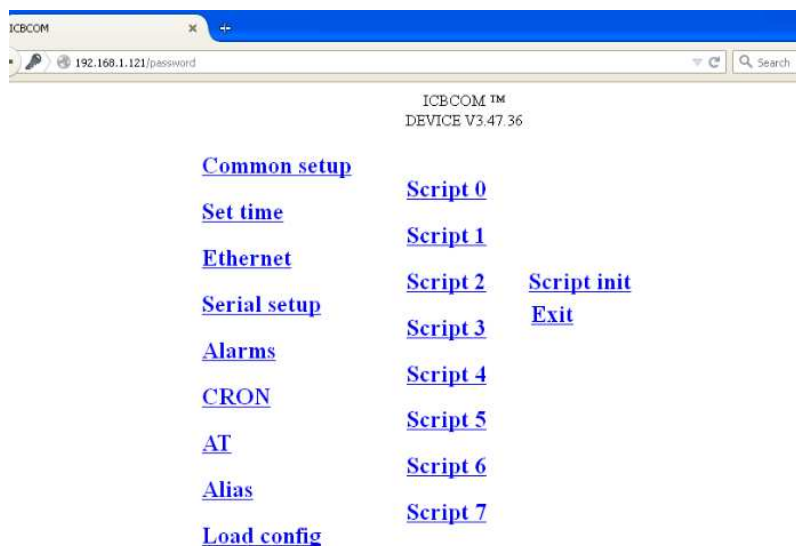 ICBCOM
192.168.1.121/password
Search
ICBCOM ™
DEVICE V3.47.36
Common setup
Set time
Ethernet
Serial setup
Alarms
CRON
AT
Alias
Load config
Script 0
Script 1
Script 2
Script 3
Script 4
Script 5
Script 6
Script 7
Script init
Exit